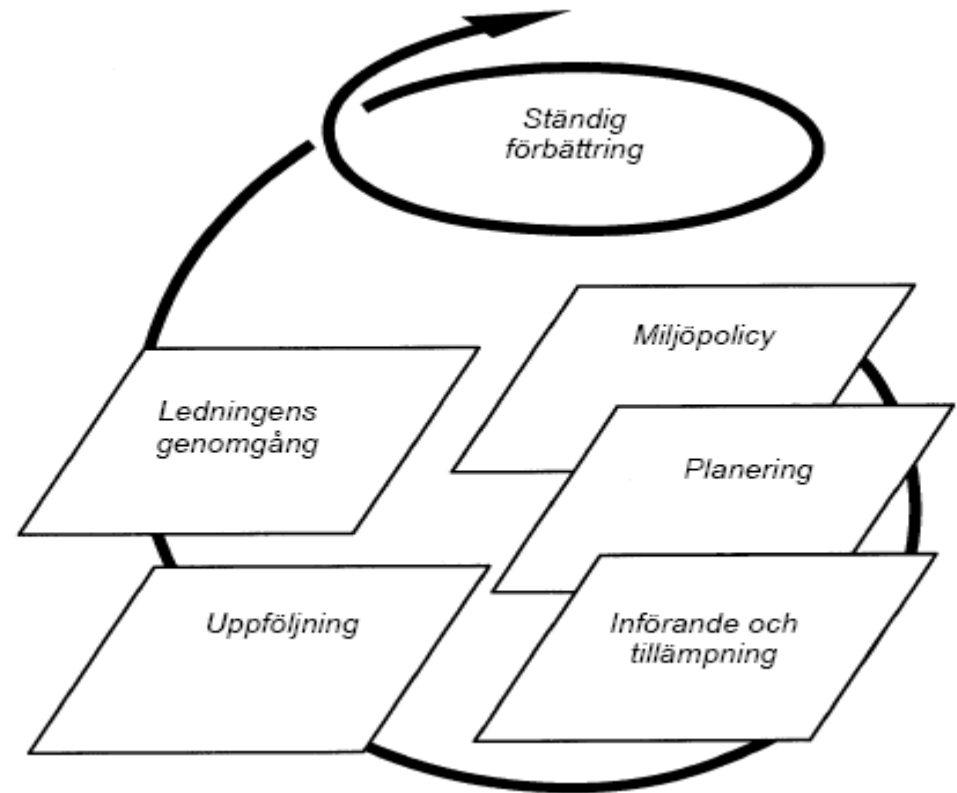 Ständig
förbättring
Miljöpolicy
Ledningens
genomgång
Planering
Uppföljning
Införande och
tillämpning